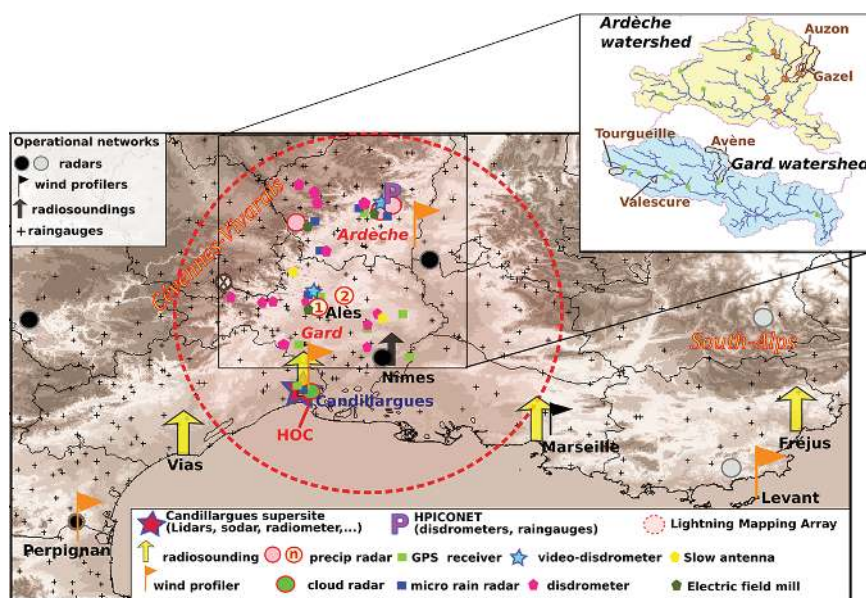 Ardèche
watershed
Auzon
Gazel
Tourgueille
Avène
Gard watershed
Valescure
Operational networks
radars
wind profilers
radiosoundings
raingauges
Cévennes-Vivarais
P
Ardèche
X
1
2
Alès
Gard
South-Alps
Nîmes
Candillargues
HOC
Vias
Marseille
Fréjus
Levant
Perpignan
Candillargues supersite
(Lidars, sodar, radiometer,...)
P HPICONET
(disdrometers, raingauges)
Lightning Mapping Array
radiosounding
n precip radar
GPS receiver
video-disdrometer
Slow antenna
wind profiler
cloud radar
micro rain radar
disdrometer
Electric field mill